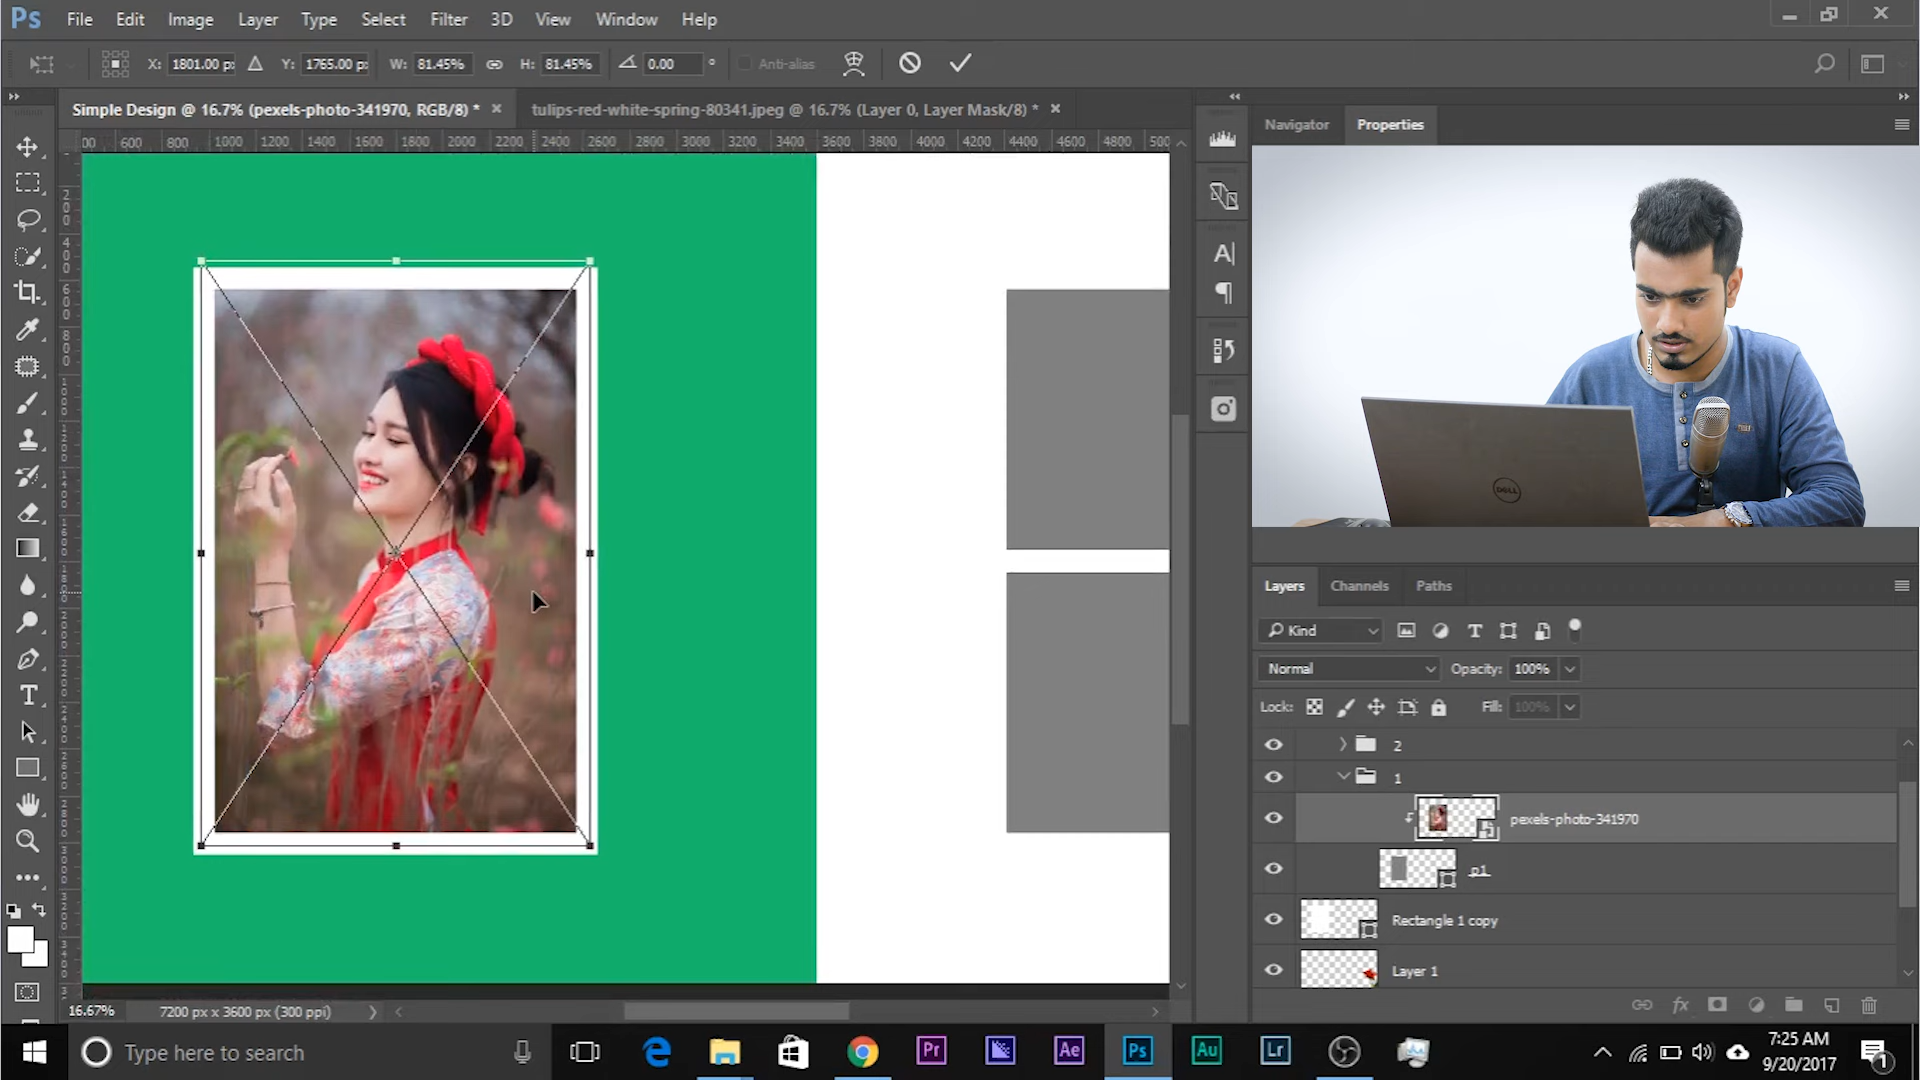 Ps File Edit Image Layer Type Select Filter 3D View Window Help
X: 1801.00 px Y: 1765.00 px W: 81.45% H: 81.45% 0.00 ° Anti-alias
Simple Design @ 16.7% (pexels-photo-341970, RGB/8) * × tulips-red-white-spring-80341.jpeg @ 16.7% (Layer 0, Layer Mask/8) * ×
Navigator Properties
600 800 1000 1200 1400 1600 1800 2000 2200 2400 2600 2800 3000 3200 3400 3600 3800 4000 4200 4400 4600 4800
DELL
Layers Channels Paths
Kind
Normal Opacity: 100%
Lock: Fill: 100%
2
1
pexels-photo-341970
p1
Rectangle 1 copy
Layer 1
16.67% 7200 px x 3600 px (300 ppi)
Type here to search
Pr Ae Ps Au Lr
7:25 AM
9/20/2017
1